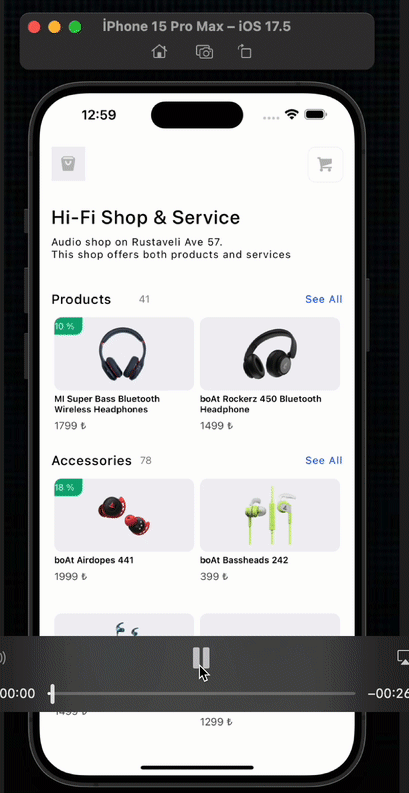 İPhone 15 Pro Max – iOS 17.5
12:59
Hi-Fi Shop & Service
Audio shop on Rustaveli Ave 57.
This shop offers both products and services
Products 41 See All
10 %
MI Super Bass Bluetooth
Wireless Headphones
1799 ₺
boAt Rockerz 450 Bluetooth
Headphone
1499 ₺
Accessories 78 See All
18 %
boAt Airdopes 441
1999 ₺
boAt Bassheads 242
399 ₺
00:00
−00:26
1499 ₺
1299 ₺